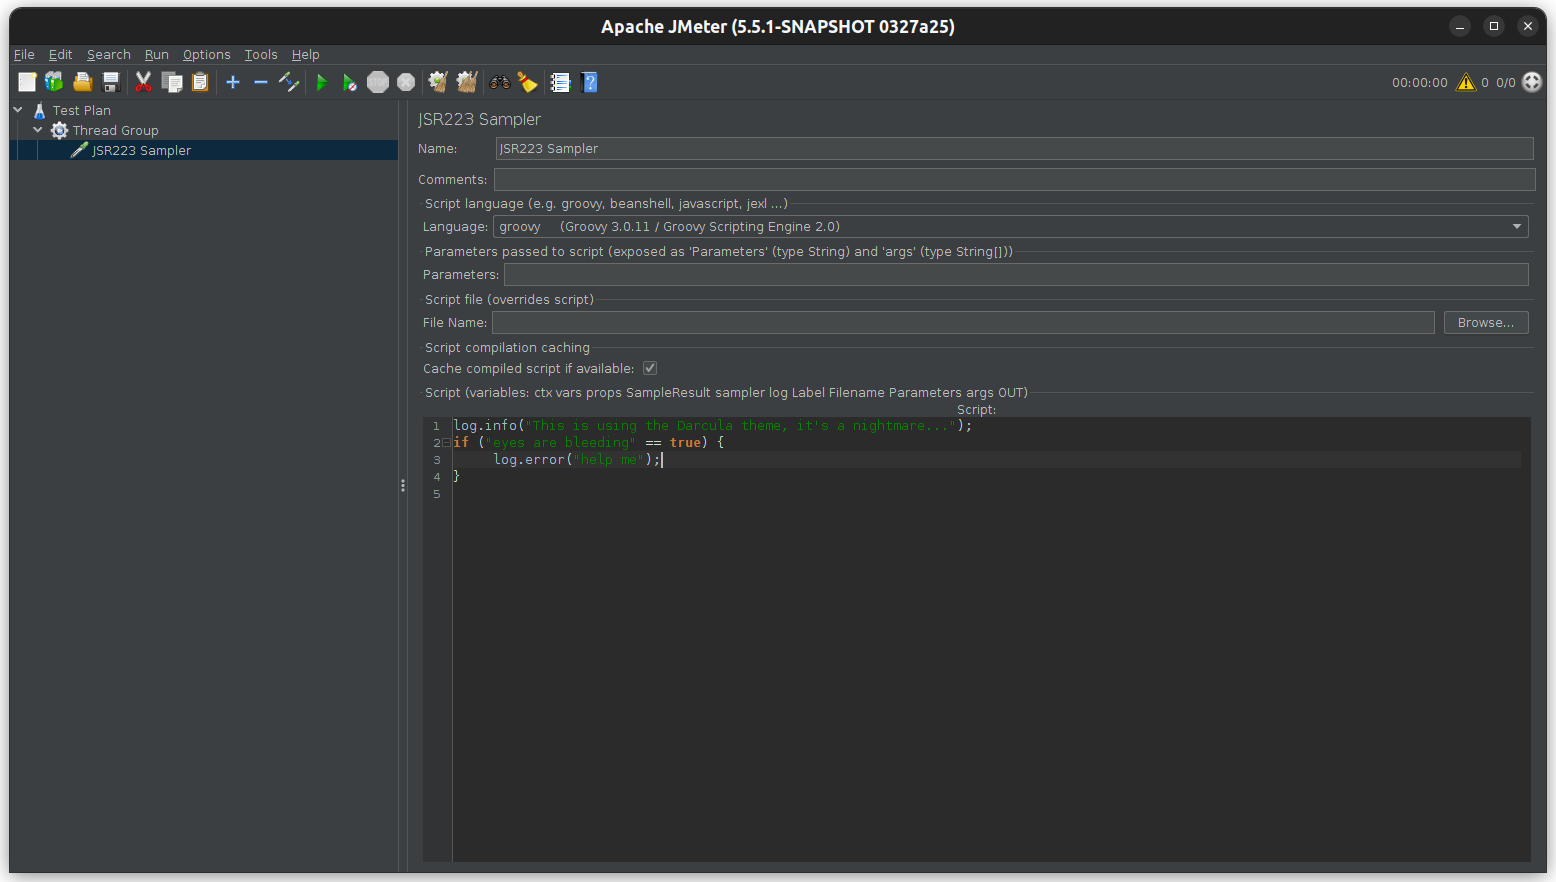 Apache JMeter (5.5.1-SNAPSHOT 0327a25)
File Edit Search Run Options Tools Help
00:00:00 0 0/0
Test Plan
Thread Group
JSR223 Sampler
JSR223 Sampler
Name: JSR223 Sampler
Comments:
Script language (e.g. groovy, beanshell, javascript, jexl ...)
Language: groovy (Groovy 3.0.11 / Groovy Scripting Engine 2.0)
Parameters passed to script (exposed as 'Parameters' (type String) and 'args' (type String[]))
Parameters:
Script file (overrides script)
File Name: Browse...
Script compilation caching
Cache compiled script if available:
Script (variables: ctx vars props SampleResult sampler log Label Filename Parameters args OUT)
Script:
1 log.info("This is using the Darcula theme, it's a nightmare...");
2 if ("eyes are bleeding" == true) {
3 log.error("help me");
4 }
5